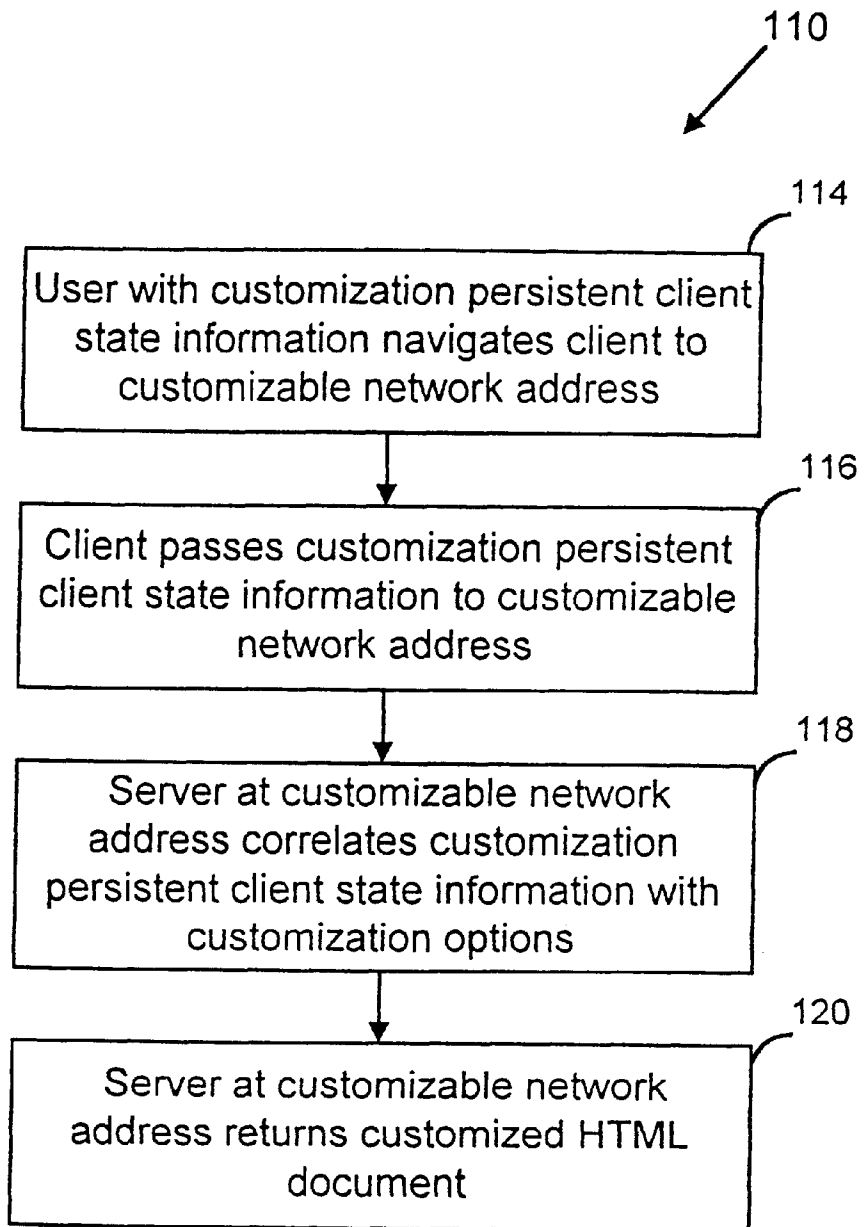 110
114
User with customization persistent client
state information navigates client to
customizable network address
116
Client passes customization persistent
client state information to customizable
network address
118
Server at customizable network
address correlates customization
persistent client state information with
customization options
120
Server at customizable network
address returns customized HTML
document